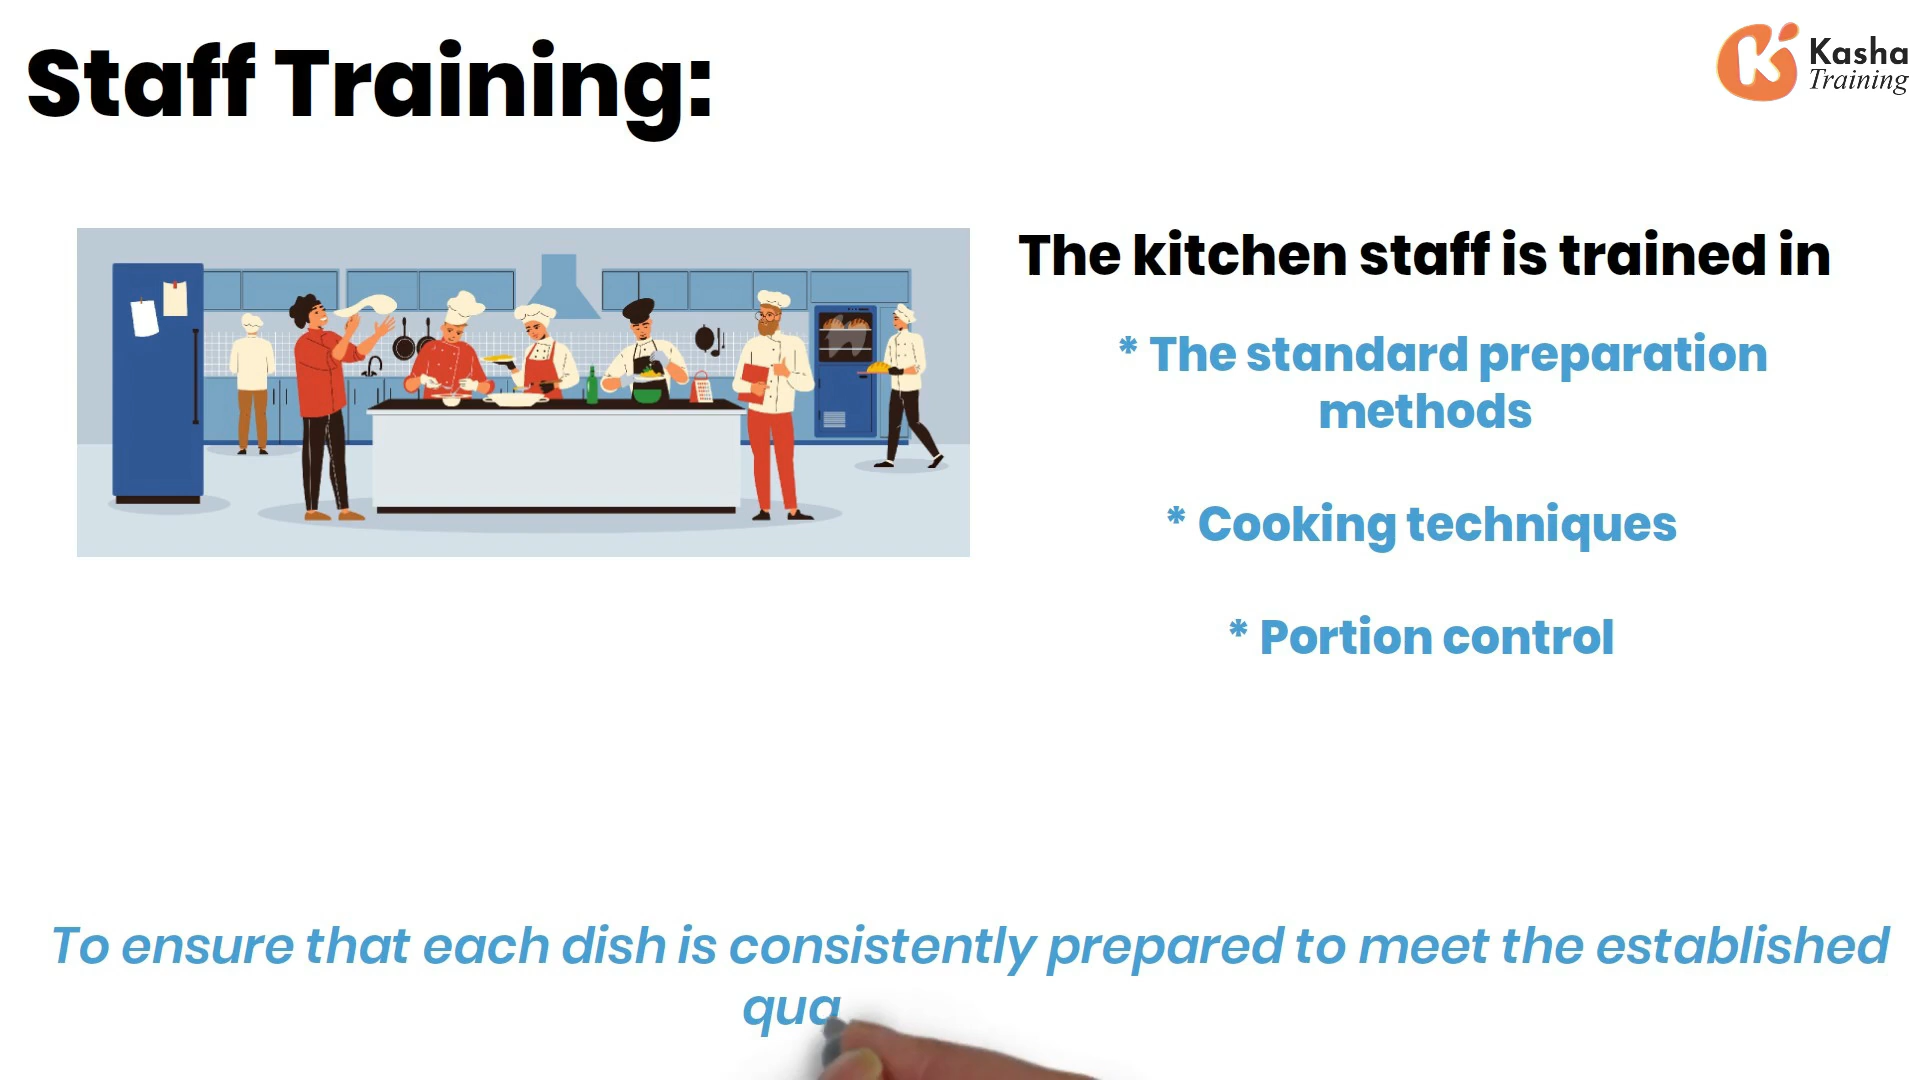 Staff Training:
Kasha
Training
The kitchen staff is trained in
* The standard preparation
methods
* Cooking techniques
* Portion control
To ensure that each dish is consistently prepared to meet the established
qua